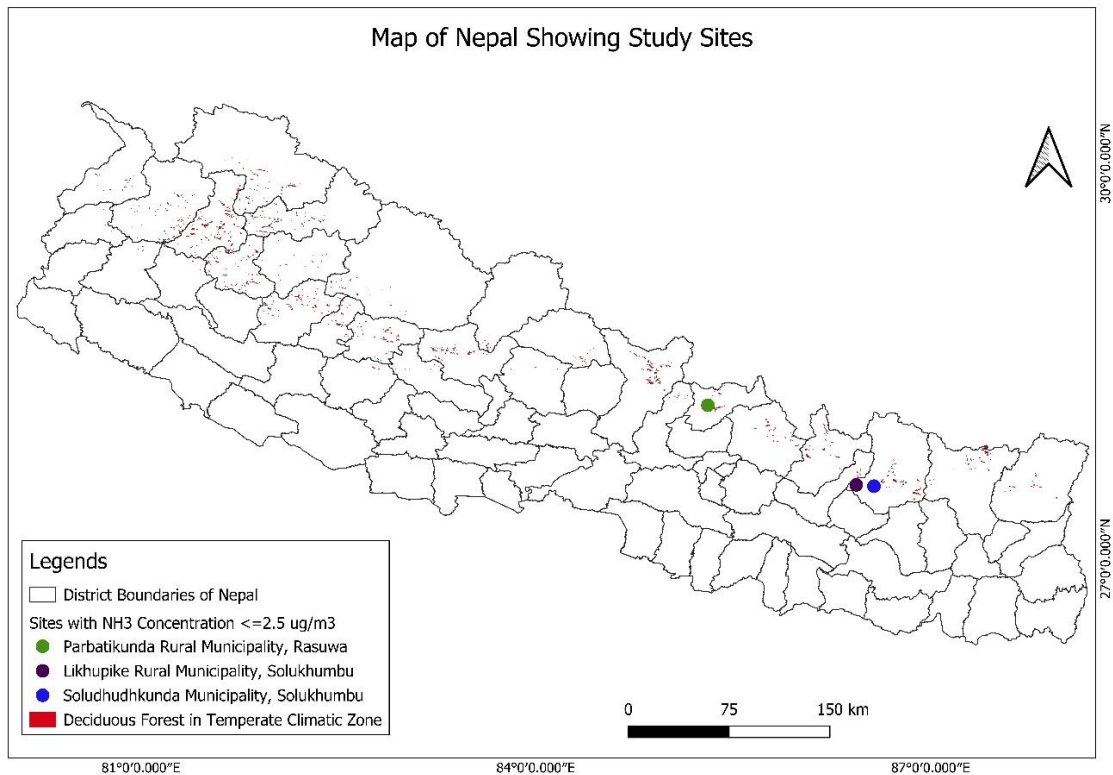 Map of Nepal Showing Study Sites
30°0'0.000"N
27°0'0.000"N
Legends
District Boundaries of Nepal
Sites with NH3 Concentration <=2.5 ug/m3
Parbatikunda Rural Municipality, Rasuwa
Likhupike Rural Municipality, Solukhumbu
Soludhudhkunda Municipality, Solukhumbu
Deciduous Forest in Temperate Climatic Zone
0 75 150 km
81°0'0.000"E 84°0'0.000"E 87°0'0.000"E